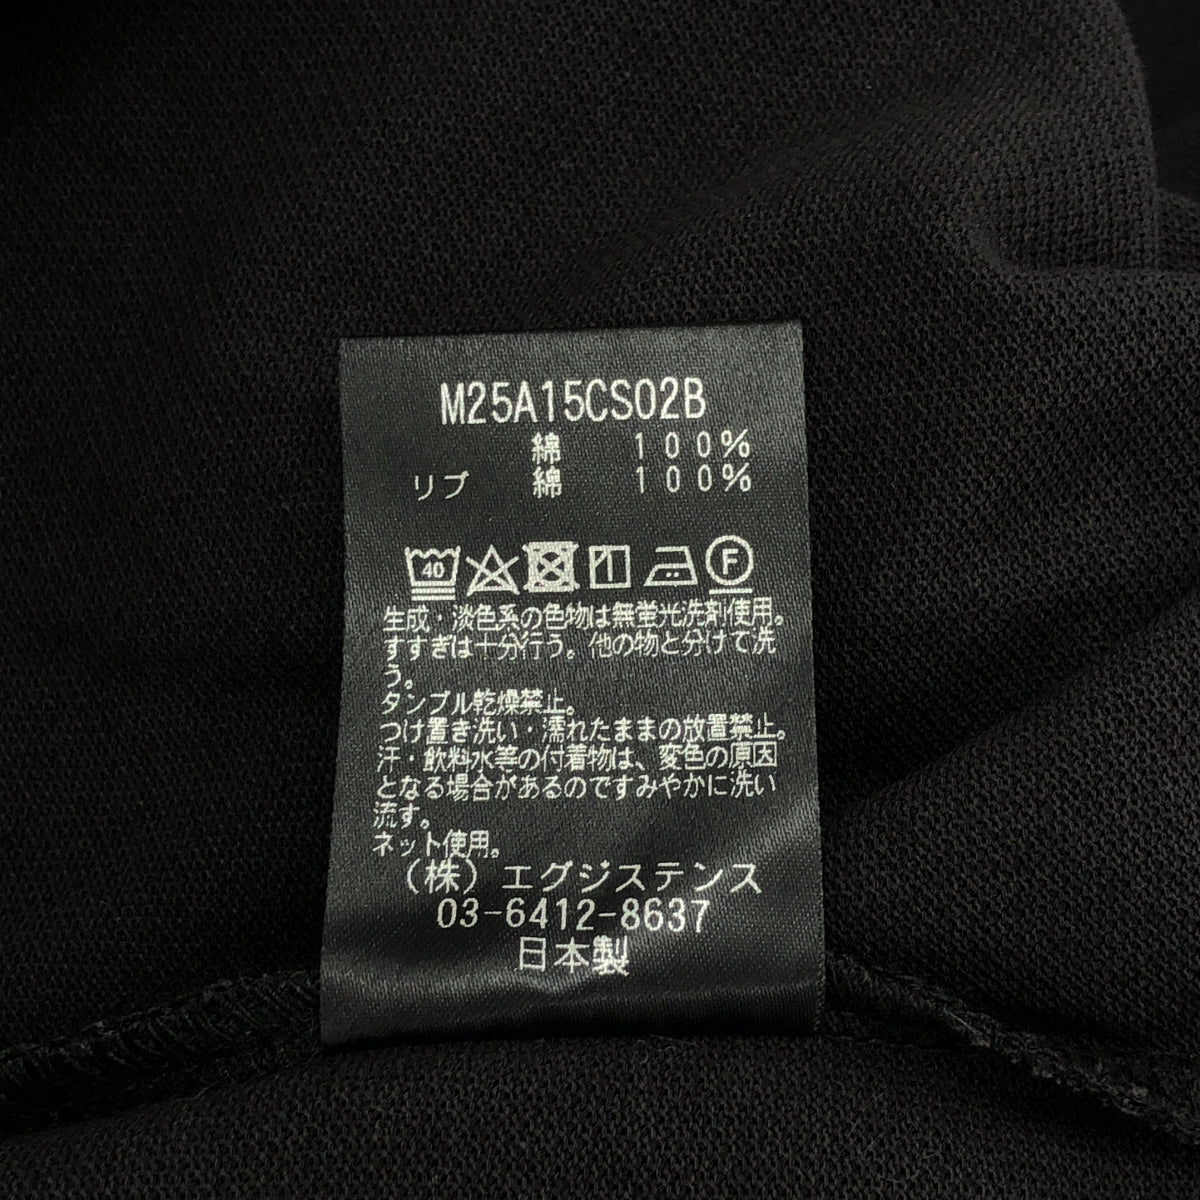 M25A15CS02B
綿 100%
リブ 綿 100%
40 F
生成・淡色系の色物は無蛍光洗剤使用。
すすぎは十分行う。他の物と分けて洗
う。
タンブル乾燥禁止。
つけ置き洗い・濡れたままの放置禁止。
汗・飲料水等の付着物は、変色の原因
となる場合があるのですみやかに洗い
流す。
ネット使用。
(株)エグジステンス
03-6412-8637
日本製